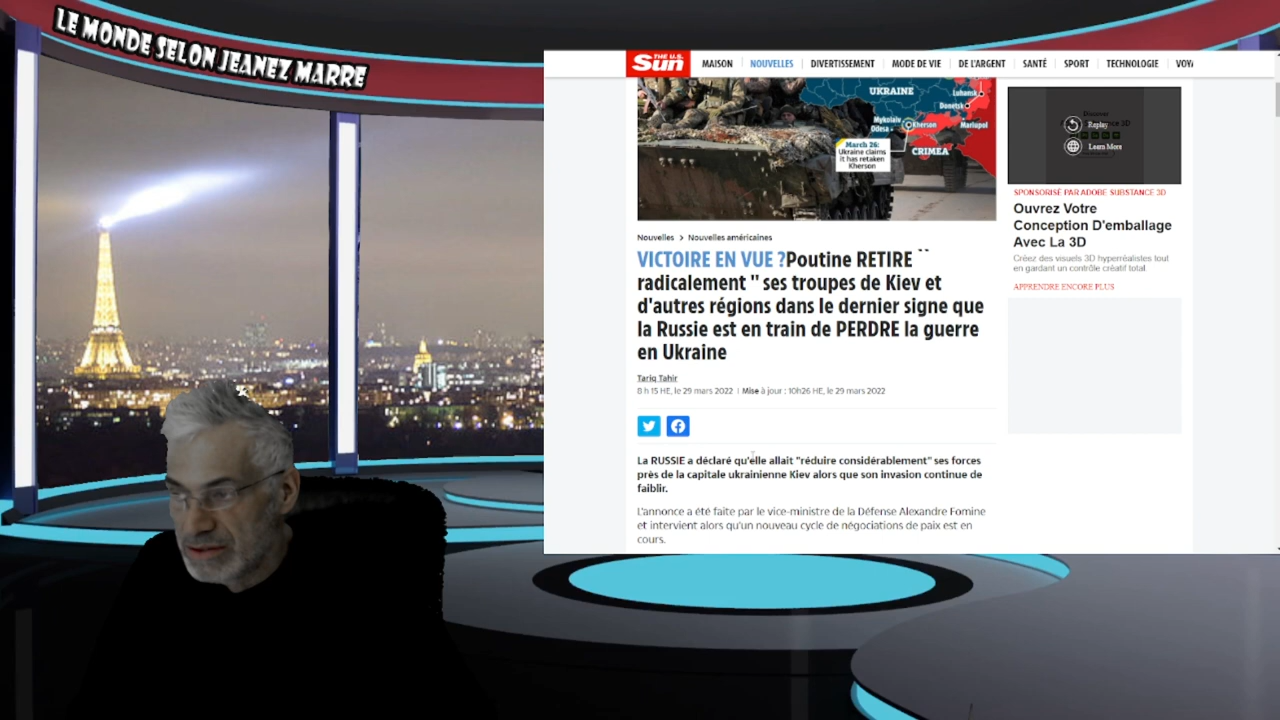 LE MONDE SELON JEANEZ MARRE
THE U.S.
Sun
MAISON NOUVELLES DIVERTISSEMENT MODE DE VIE DE L'ARGENT SANTÉ SPORT TECHNOLOGIE VOY
UKRAINE
Luhansk
Donetsk
Mykolaiv
Kherson
Mariupol
Odesa
CRIMEA
March 26:
Ukraine claims
it has retaken
Kherson
Replay
Learn More
SPONSORISÉ PAR ADOBE SUBSTANCE 3D
Ouvrez Votre
Conception D'emballage
Avec La 3D
Créez des visuels 3D hyperréalistes tout
en gardant un contrôle créatif total.
APPRENDRE ENCORE PLUS
Nouvelles > Nouvelles américaines
VICTOIRE EN VUE ?Poutine RETIRE ``
radicalement '' ses troupes de Kiev et
d'autres régions dans le dernier signe que
la Russie est en train de PERDRE la guerre
en Ukraine
Tariq Tahir
8 h 15 HE, le 29 mars 2022 | Mise à jour : 10h26 HE, le 29 mars 2022
La RUSSIE a déclaré qu'elle allait "réduire considérablement" ses forces
près de la capitale ukrainienne Kiev alors que son invasion continue de
faiblir.
L'annonce a été faite par le vice-ministre de la Défense Alexandre Fomine
et intervient alors qu'un nouveau cycle de négociations de paix est en
cours.